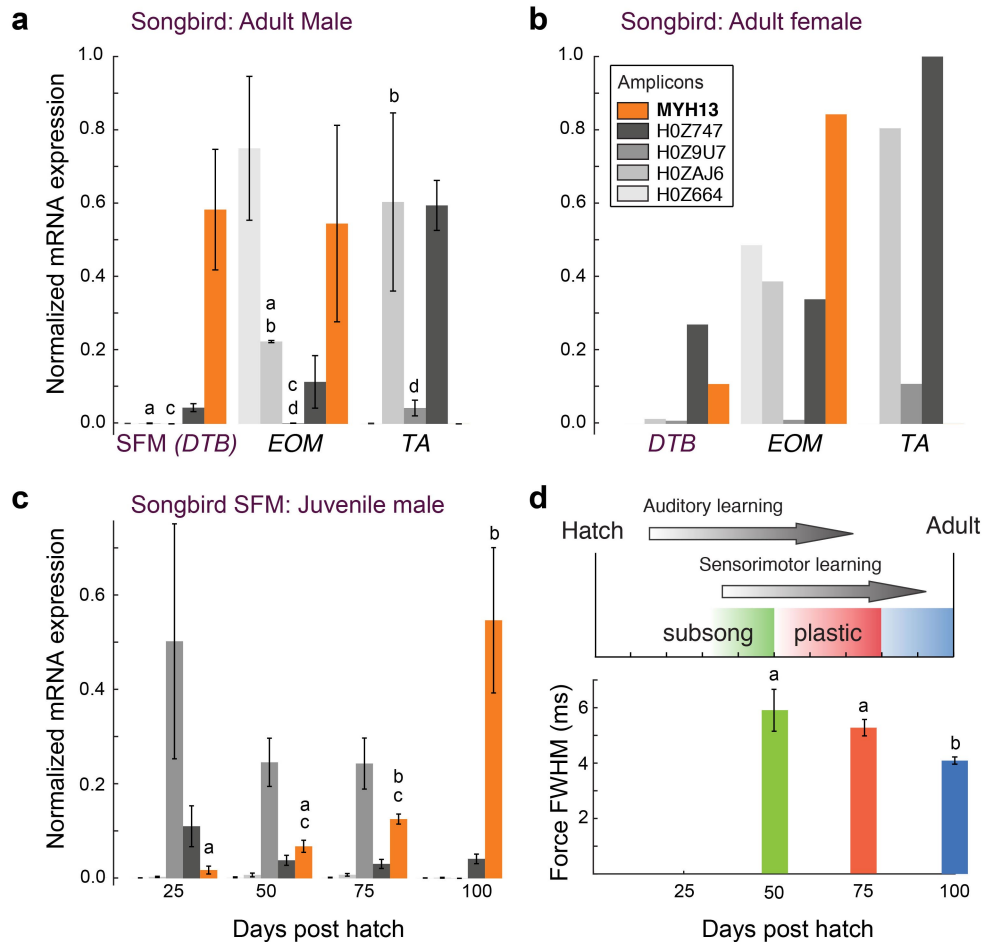 a
Songbird: Adult Male
Normalized mRNA expression
1.0
0.8
0.6
0.4
0.2
0.0
a
c
a
b
c
d
b
d
SFM (DTB)
EOM
TA
b
Songbird: Adult female
1.0
0.8
0.6
0.4
0.2
0.0
Amplicons
MYH13
H0Z747
H0Z9U7
H0ZAJ6
H0Z664
DTB
EOM
TA
c
Songbird SFM: Juvenile male
Normalized mRNA expression
0.6
0.4
0.2
0.0
a
a
c
b
c
b
25
50
75
100
Days post hatch
d
Auditory learning
Hatch
Adult
Sensorimotor learning
subsong
plastic
Force FWHM (ms)
6
4
2
a
a
b
25
50
75
100
Days post hatch